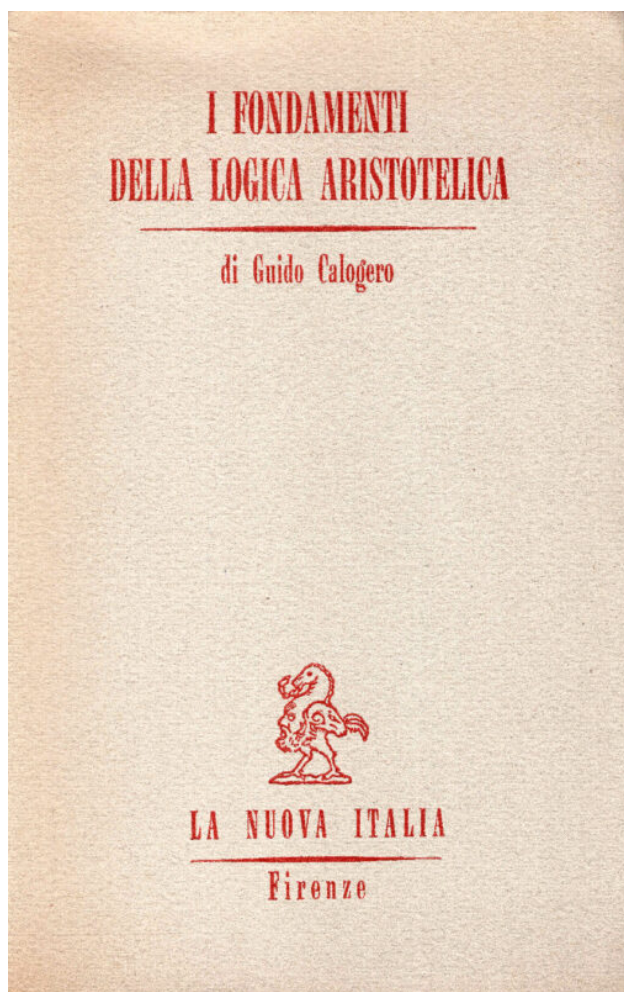 I FONDAMENTI
DELLA LOGICA ARISTOTELICA
di Guido Calogero
LA NUOVA ITALIA
Firenze